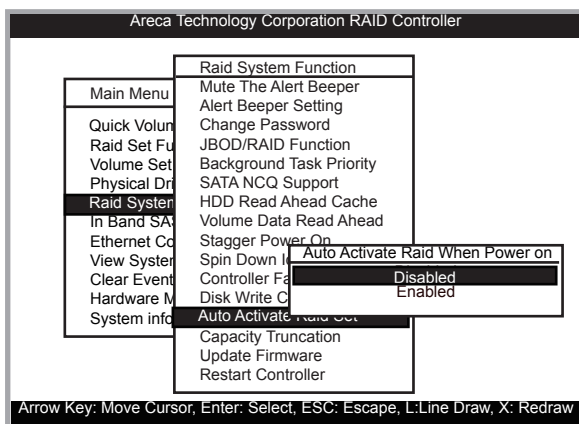 Areca Technology Corporation RAID Controller
Main Menu
Quick Volum
Raid Set Fu
Volume Set
Physical Dri
Raid System
In Band SA
Ethernet Co
View System
Clear Event
Hardware M
System info
Raid System Function
Mute The Alert Beeper
Alert Beeper Setting
Change Password
JBOD/RAID Function
Background Task Priority
SATA NCQ Support
HDD Read Ahead Cache
Volume Data Read Ahead
Stagger Power On
Spin Down I
Controller Fa
Disk Write C
Auto Activate Raid Set
Capacity Truncation
Update Firmware
Restart Controller
Auto Activate Raid When Power on
Disabled
Enabled
Arrow Key: Move Cursor, Enter: Select, ESC: Escape, L:Line Draw, X: Redraw